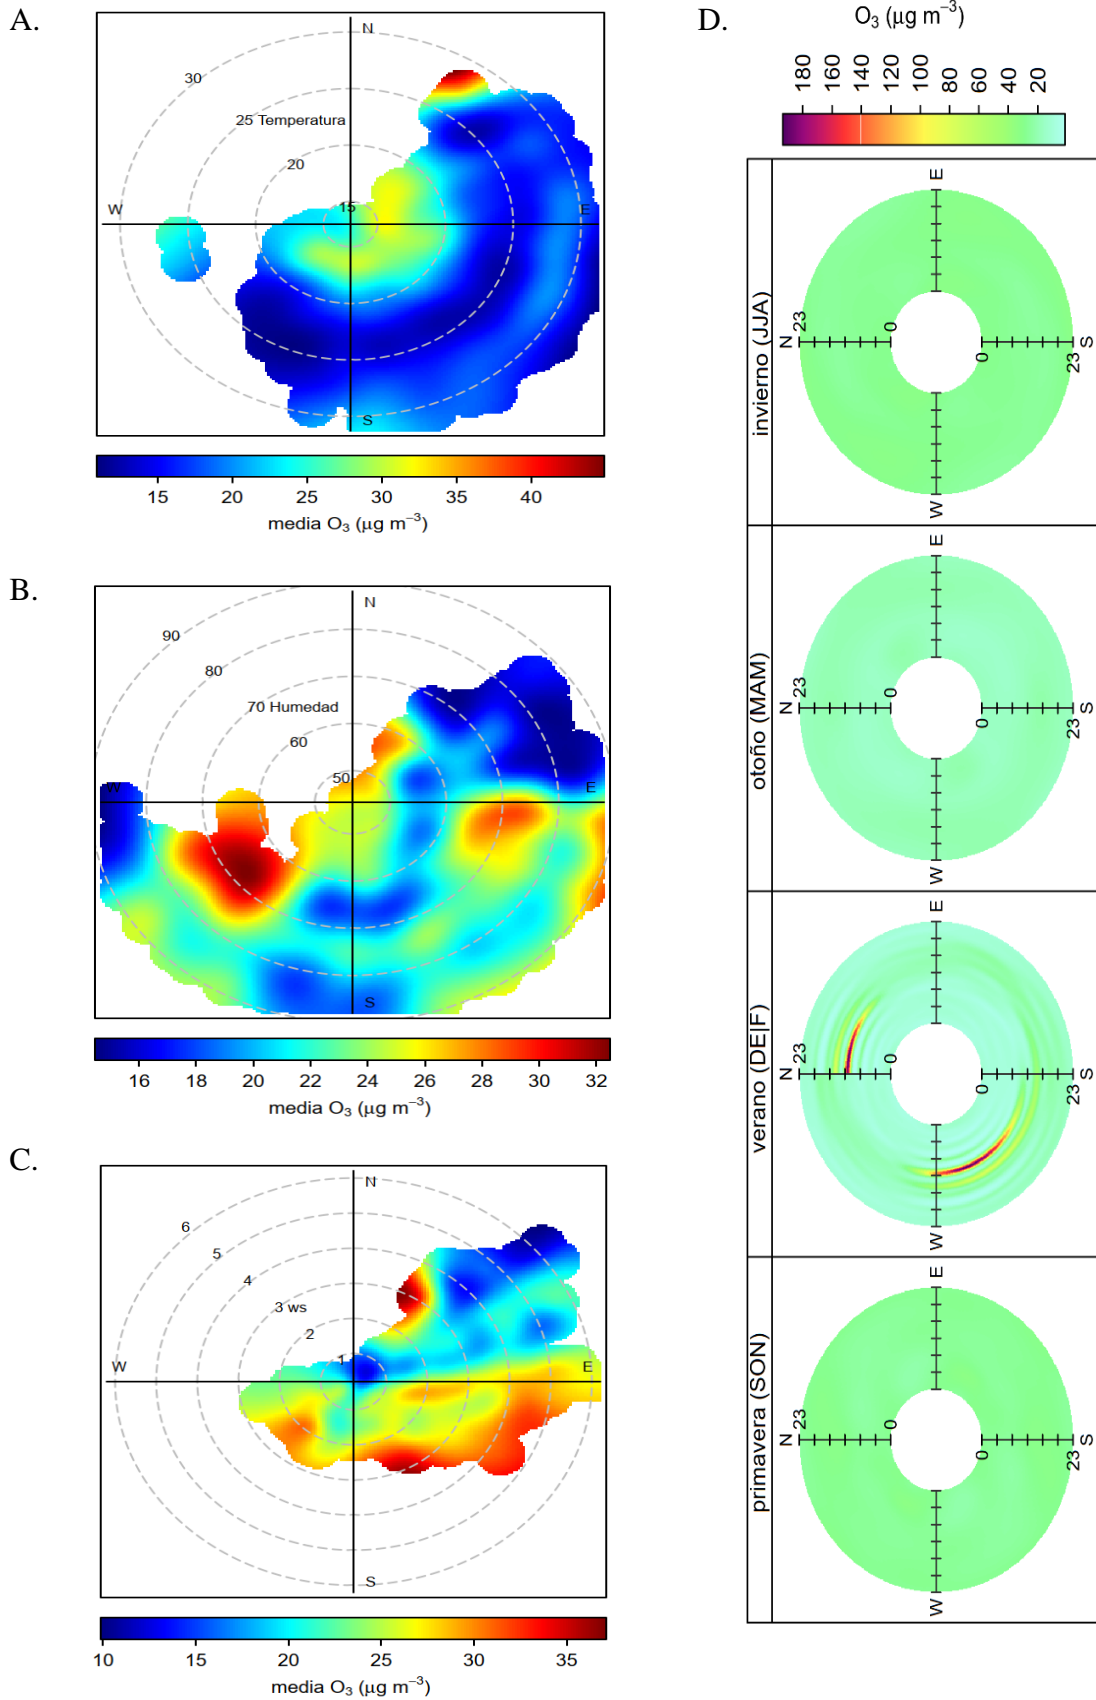 A.
N
30
25 Temperatura
20
15
W
E
S
15 20 25 30 35 40
media O₃ (µg m⁻³)
B.
N
90
80
70 Humedad
60
50
W
E
S
16 18 20 22 24 26 28 30 32
media O₃ (µg m⁻³)
C.
N
6
5
4
3 ws
2
1
W
E
S
10 15 20 25 30 35
media O₃ (µg m⁻³)
D.
O₃ (µg m⁻³)
180 160 140 120 100 80 60 40 20
invierno (JJA)
E
N 23 0
0 23 S
W
otoño (MAM)
E
N 23 0
0 23 S
W
verano (DE|F)
E
N 23 0
0 23 S
W
primavera (SON)
E
N 23 0
0 23 S
W